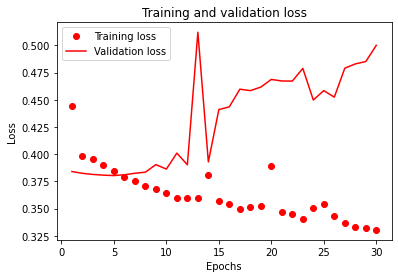 Training and validation loss
Training loss
Validation loss
0.500
0.475
0.450
0.425
0.400
0.375
0.350
0.325
Loss
0 5 10 15 20 25 30
Epochs